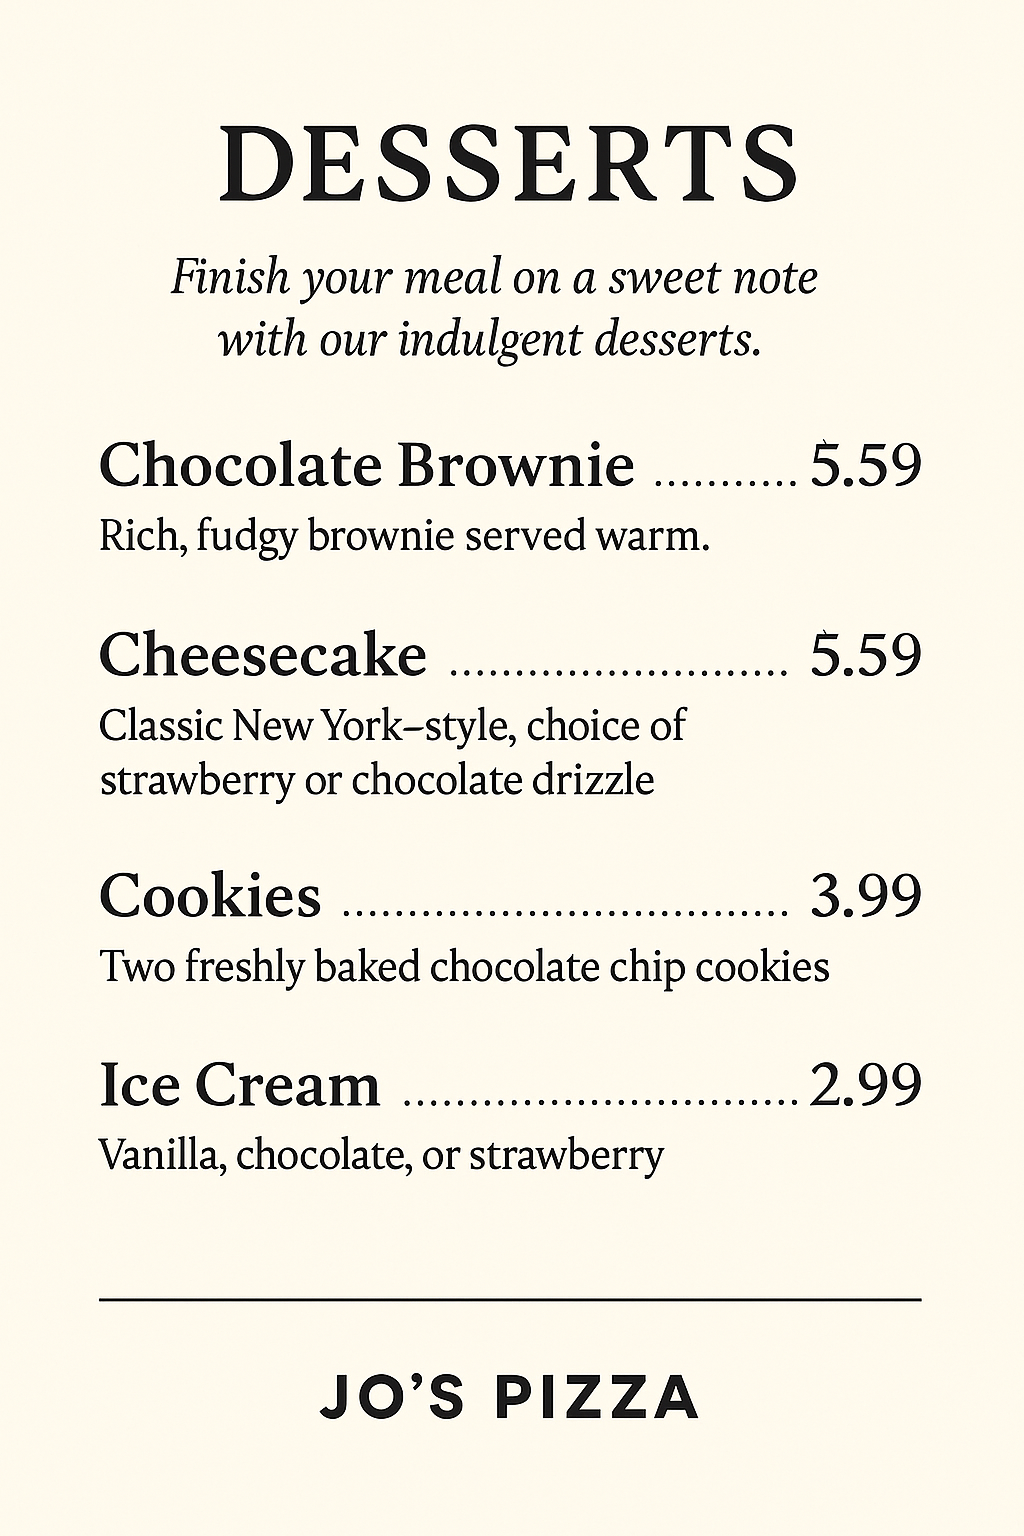 DESSERTS
Finish your meal on a sweet note
with our indulgent desserts.
Chocolate Brownie ........... 5.59
Rich, fudgy brownie served warm.
Cheesecake .......................... 5.59
Classic New York–style, choice of
strawberry or chocolate drizzle
Cookies .................................. 3.99
Two freshly baked chocolate chip cookies
Ice Cream .............................. 2.99
Vanilla, chocolate, or strawberry
JO’S PIZZA